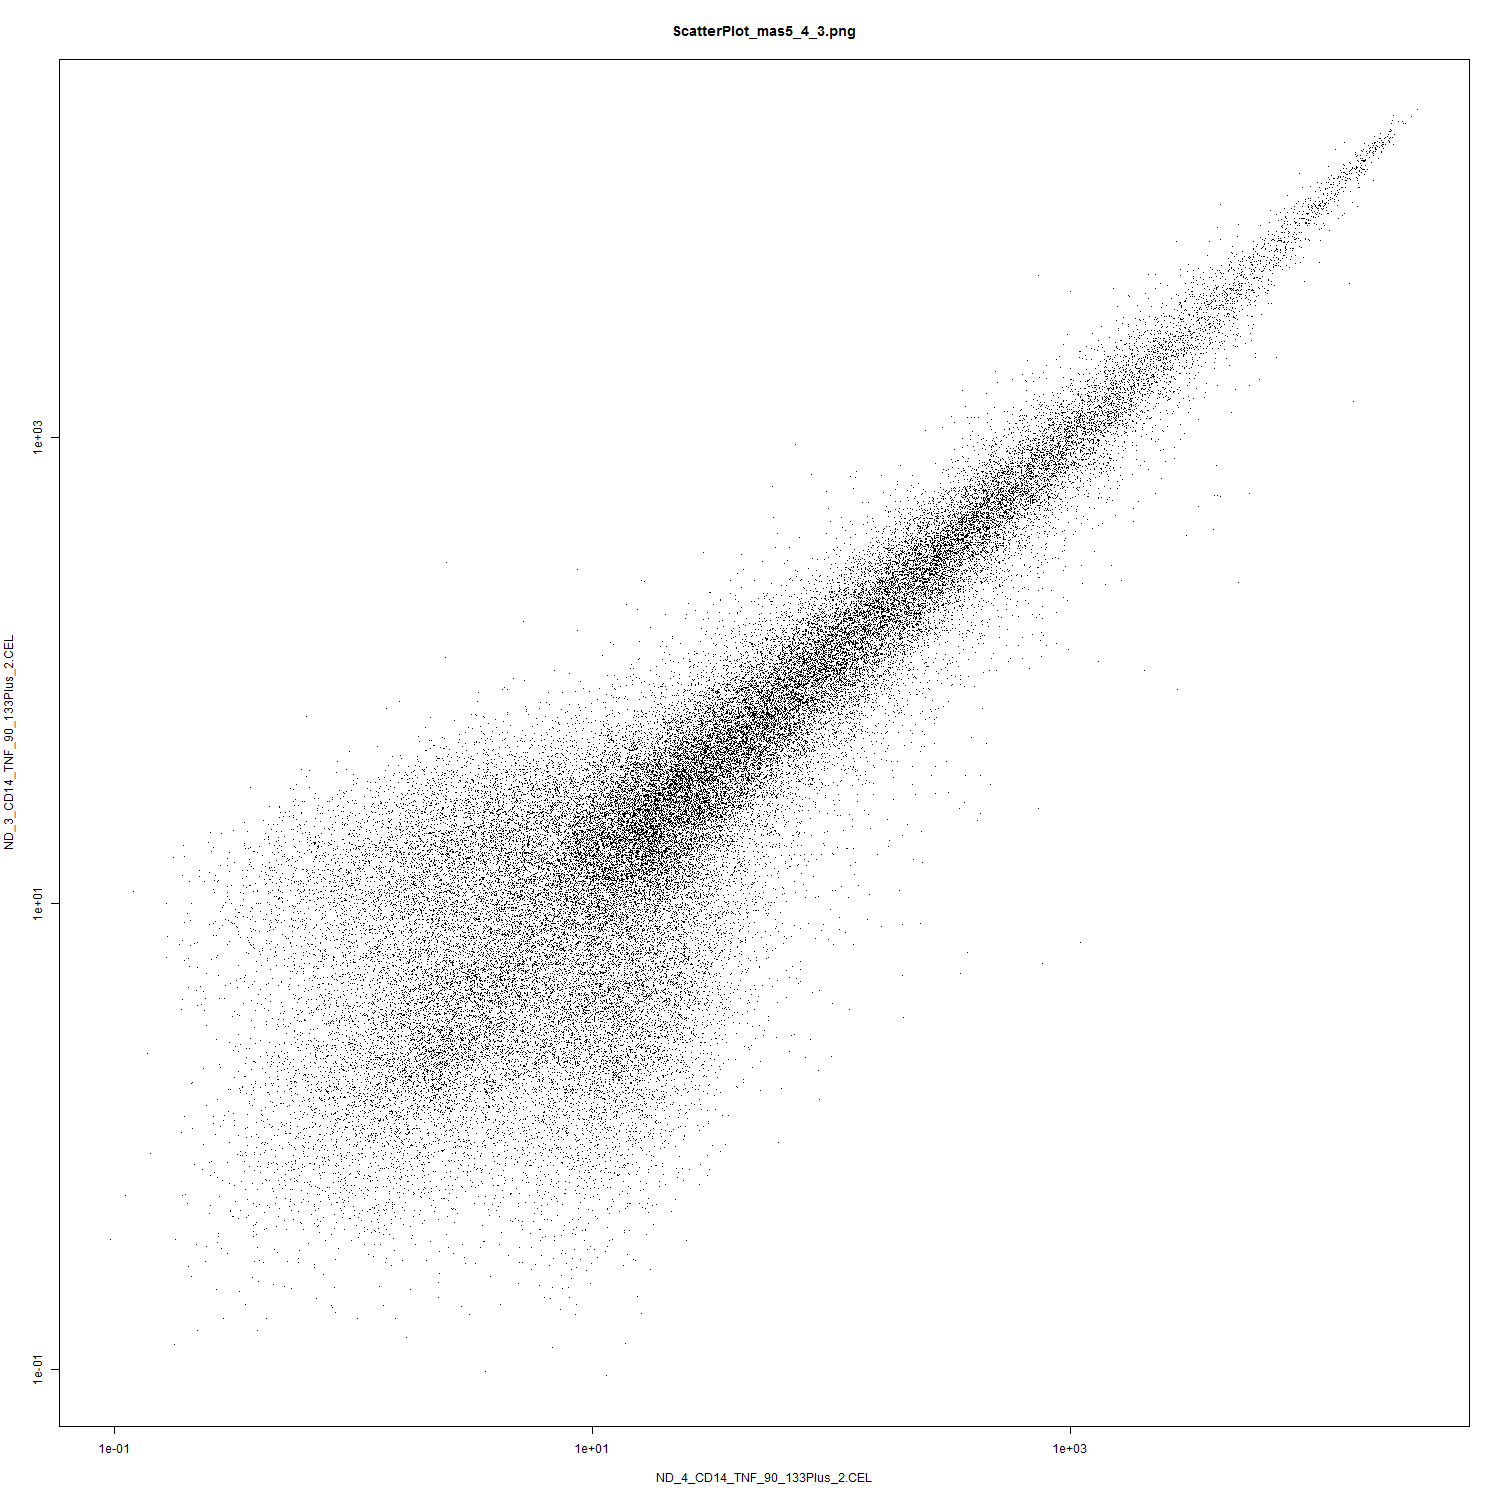 ScatterPlot_mas5_4_3.png
ND_3_CD14_TNF_90_133Plus_2.CEL
1e+03
1e+01
1e-01
1e-01 1e+01 1e+03
ND_4_CD14_TNF_90_133Plus_2.CEL